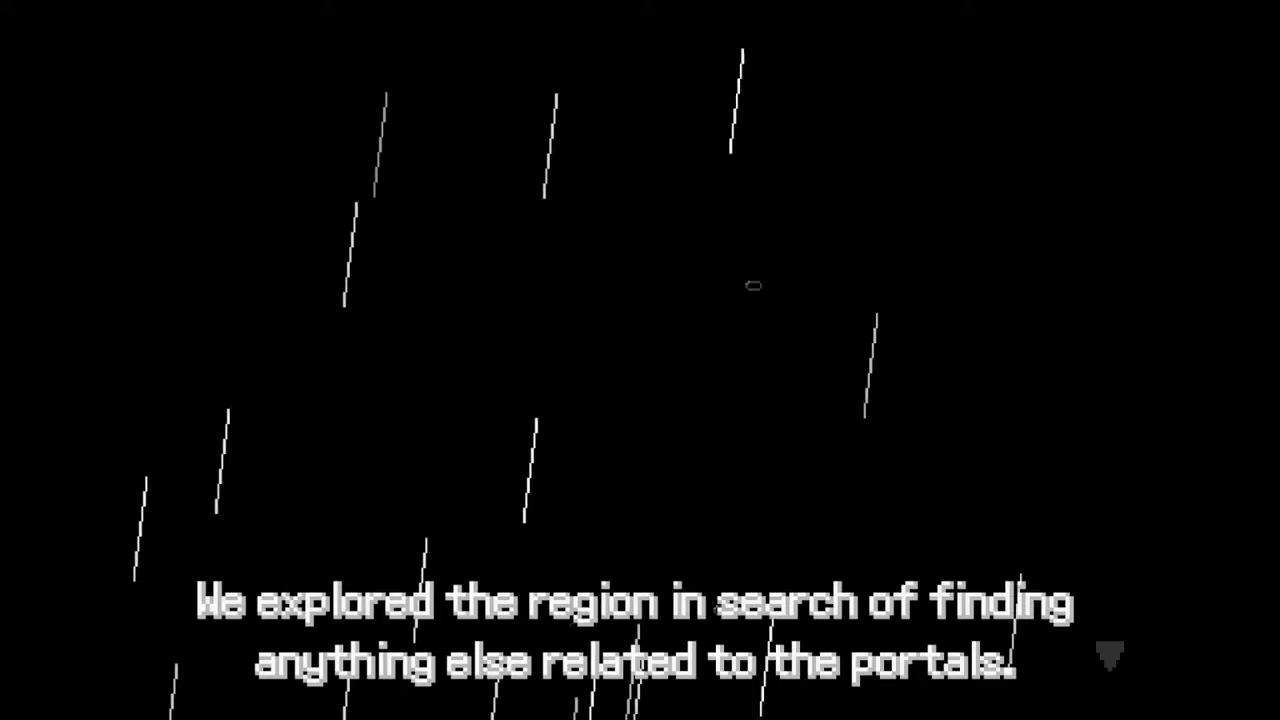 We explored the region in search of finding
anything else related to the portals.